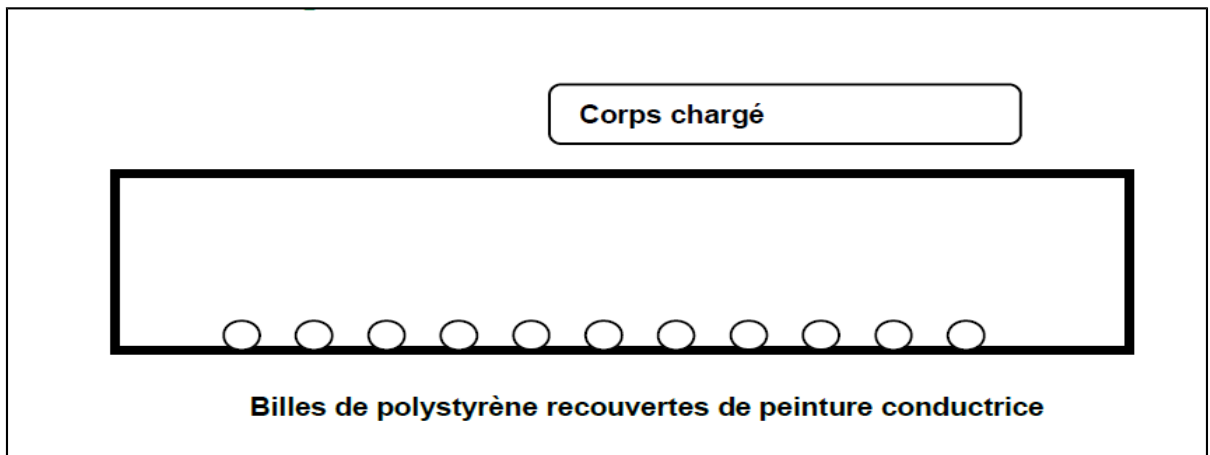 Corps chargé
Billes de polystyrène recouvertes de peinture conductrice